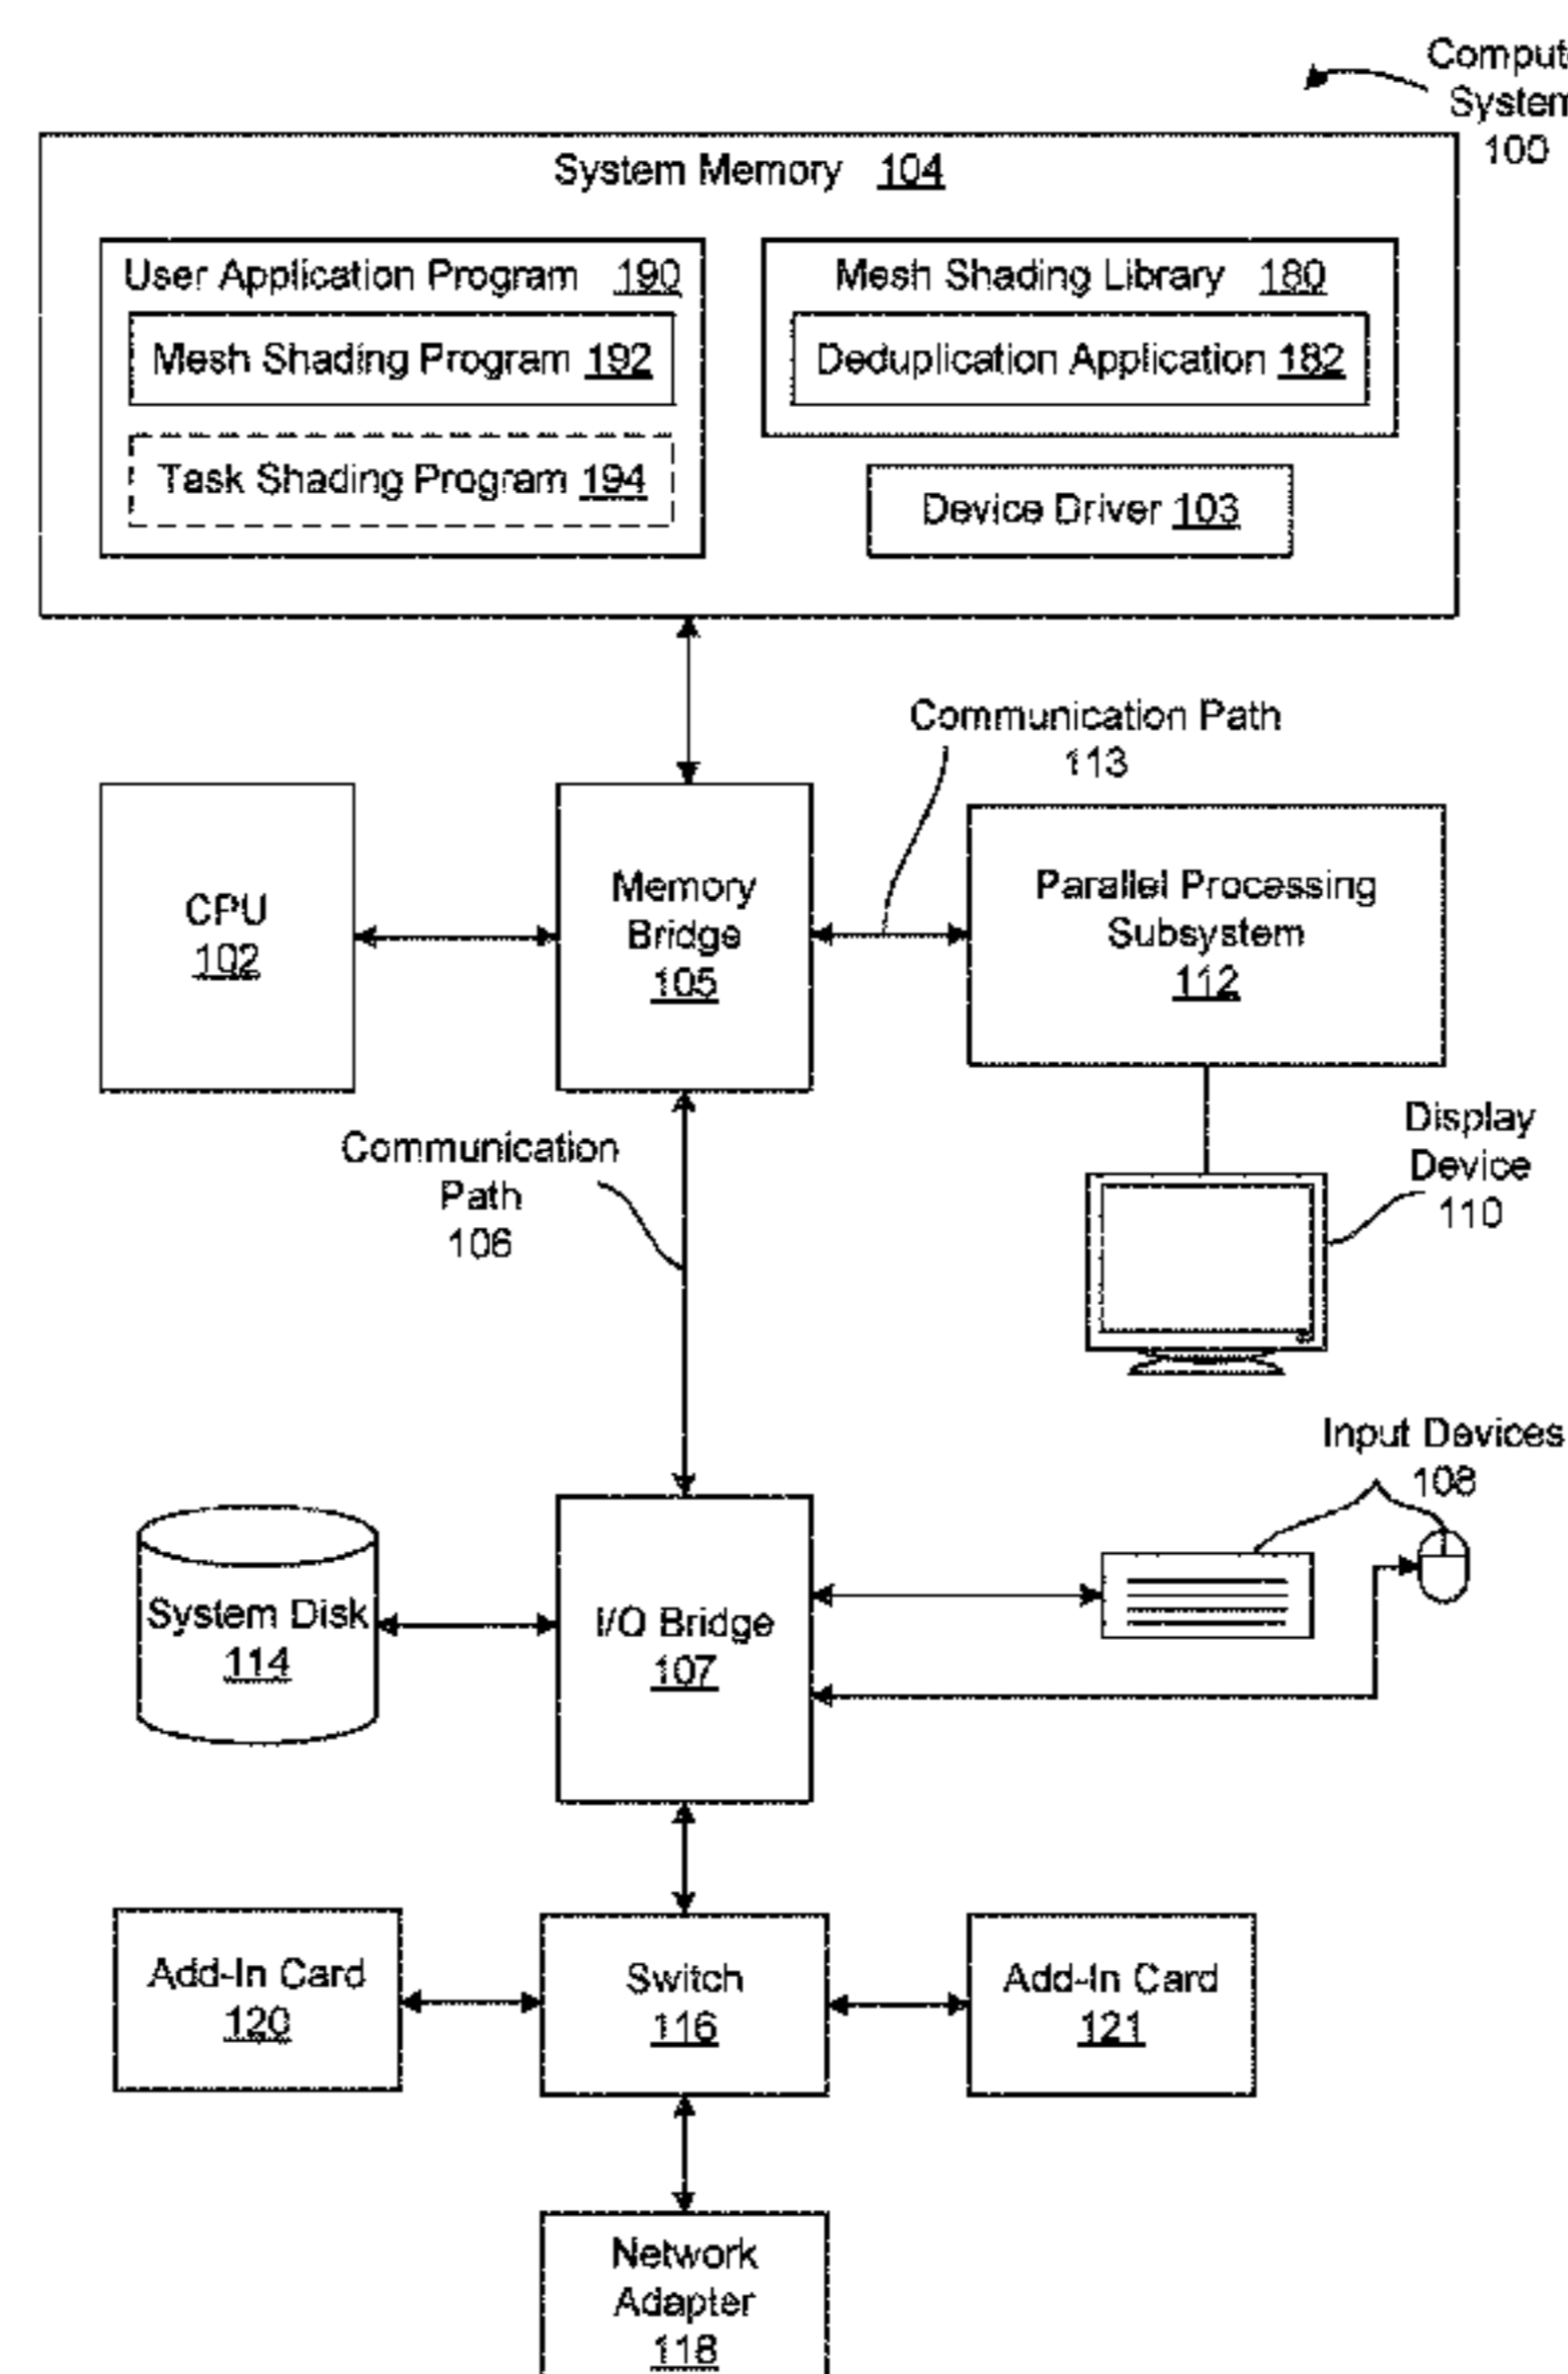 Comput
System
100
System Memory 104
User Application Program 190
Mesh Shading Program 192
Task Shading Program 194
Mesh Shading Library 180
Deduplication Application 182
Device Driver 103
Communication Path
113
CPU
102
Memory
Bridge
105
Parallel Processing
Subsystem
112
Communication
Path
106
Display
Device
110
Input Devices
108
System Disk
114
I/O Bridge
107
Add-In Card
120
Switch
116
Add-In Card
121
Network
Adapter
118